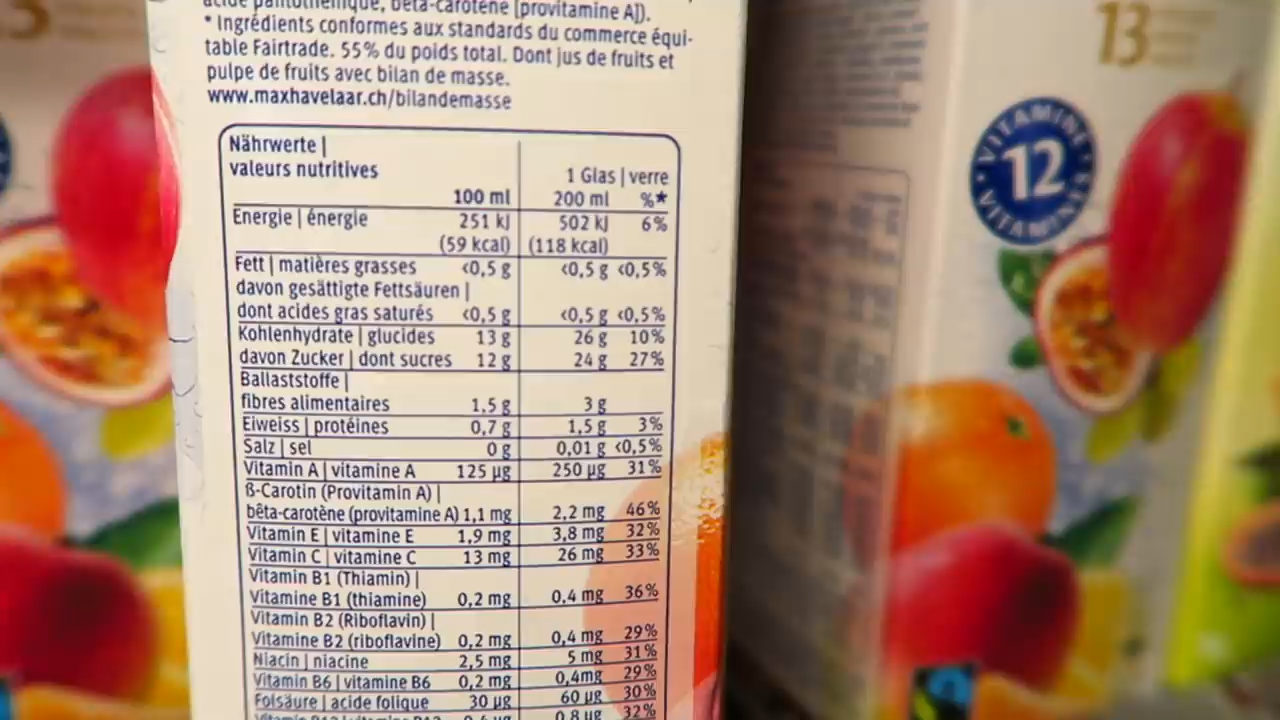 acide pantothénique, bêta-carotène [provitamine A]).
* Ingrédients conformes aux standards du commerce équi-
table Fairtrade. 55% du poids total. Dont jus de fruits et
pulpe de fruits avec bilan de masse.
www.maxhavelaar.ch/bilandemasse
Nährwerte |
valeurs nutritives 1 Glas | verre
100 ml 200 ml %*
Energie | énergie 251 kJ 502 kJ 6%
(59 kcal) (118 kcal)
Fett | matières grasses <0,5 g <0,5 g <0,5%
davon gesättigte Fettsäuren |
dont acides gras saturés <0,5 g <0,5 g <0,5%
Kohlenhydrate | glucides 13 g 26 g 10%
davon Zucker | dont sucres 12 g 24 g 27%
Ballaststoffe |
fibres alimentaires 1,5 g 3 g
Eiweiss | protéines 0,7 g 1,5 g 3%
Salz | sel 0 g 0,01 g <0,5%
Vitamin A | vitamine A 125 µg 250 µg 31%
ß-Carotin (Provitamin A) |
bêta-carotène (provitamine A) 1,1 mg 2,2 mg 46%
Vitamin E | vitamine E 1,9 mg 3,8 mg 32%
Vitamin C | vitamine C 13 mg 26 mg 33%
Vitamin B1 (Thiamin) |
Vitamine B1 (thiamine) 0,2 mg 0,4 mg 36%
Vitamin B2 (Riboflavin) |
Vitamine B2 (riboflavine) 0,2 mg 0,4 mg 29%
Niacin | niacine 2,5 mg 5 mg 31%
Vitamin B6 | vitamine B6 0,2 mg 0,4mg 29%
Folsäure | acide folique 30 µg 60 µg 30%
0,8 µg 32%
13
VITAMINE
12
VITAMINES